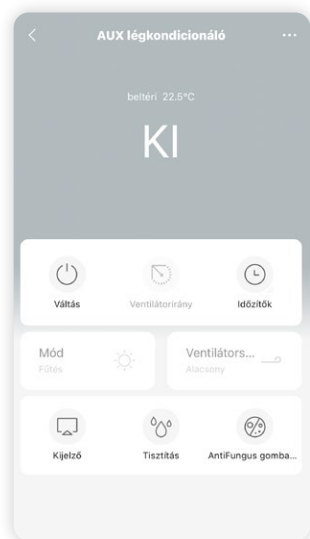 AUX légkondicionáló
beltéri 22.5°C
KI
Váltás
Ventilátorirány
Időzítők
Mód
Fűtés
Ventilátors...
Alacsony
Kijelző
Tisztítás
AntiFungus gomba...